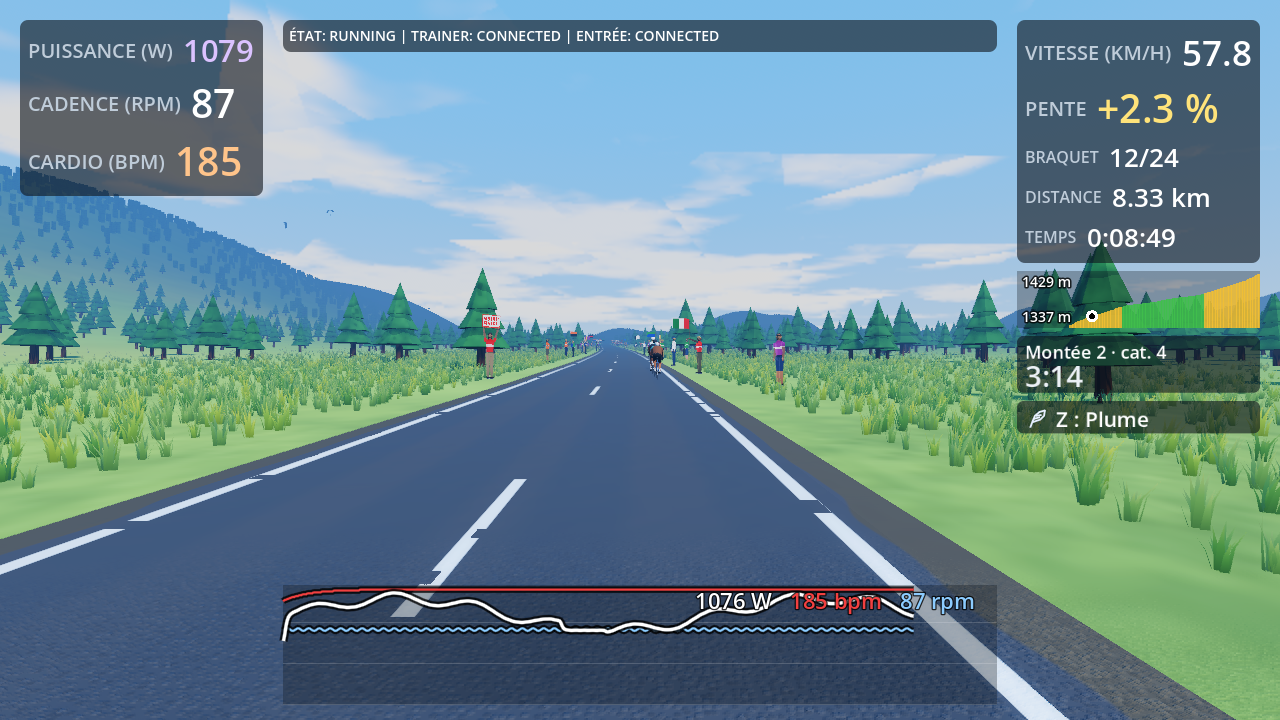 PUISSANCE (W) 1079
CADENCE (RPM) 87
CARDIO (BPM) 185
ÉTAT: RUNNING | TRAINER: CONNECTED | ENTRÉE: CONNECTED
VITESSE (KM/H) 57.8
PENTE +2.3 %
BRAQUET 12/24
DISTANCE 8.33 km
TEMPS 0:08:49
1429 m
1337 m
Montée 2 · cat. 4
3:14
Z : Plume
1076 W 185 bpm 87 rpm